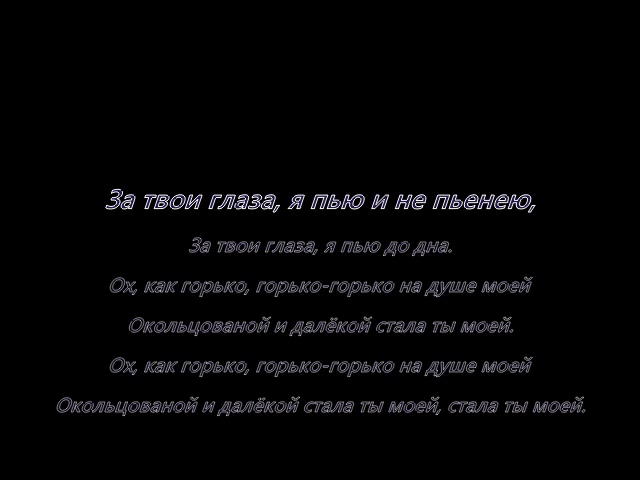 За твои глаза, я пью и не пьенею,
За твои глаза, я пью до дна.
Ох, как горько, горько-горько на душе моей
Окольцованой и далёкой стала ты моей.
Ох, как горько, горько-горько на душе моей
Окольцованой и далёкой стала ты моей, стала ты моей.